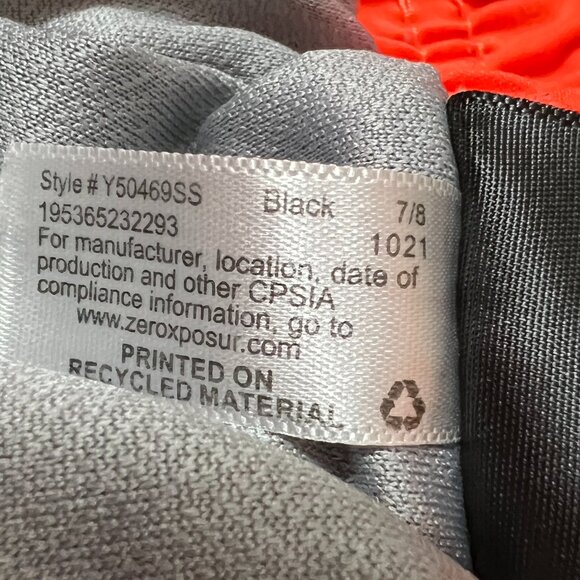 Style # Y50469SS Black 7/8
195365232293 1021
For manufacturer, location, date of
production and other CPSIA
compliance information, go to
www.zeroxposur.com
PRINTED ON
RECYCLED MATERIAL